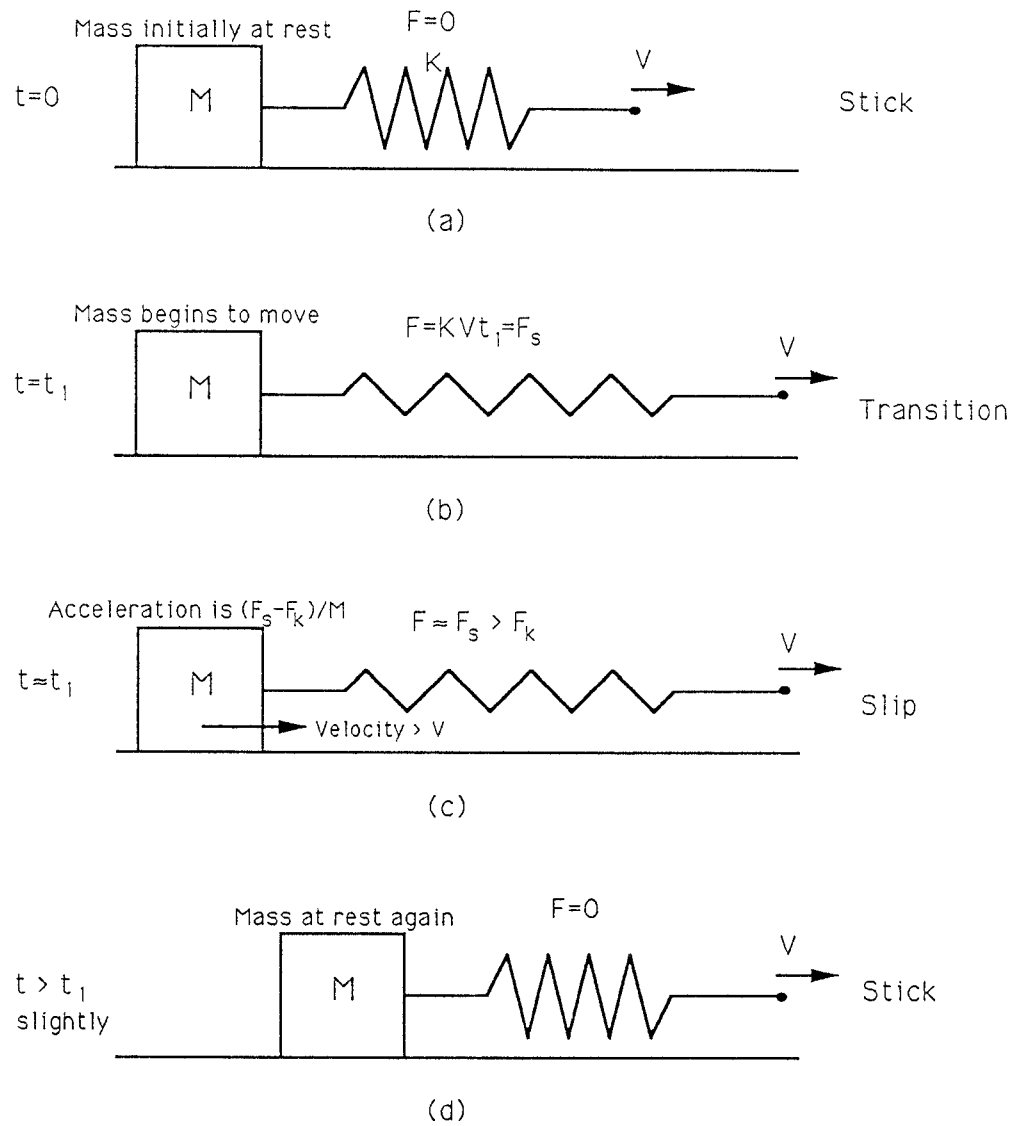 Mass initially at rest
F=0
K
V
t=0
M
Stick
(a)
Mass begins to move
F=KVt₁=Fₛ
V
t=t₁
M
Transition
(b)
Acceleration is (Fₛ-Fₖ)/M
F≈Fₛ > Fₖ
V
t≈t₁
M
Slip
Velocity > V
(c)
Mass at rest again
F=0
V
t > t₁
slightly
M
Stick
(d)